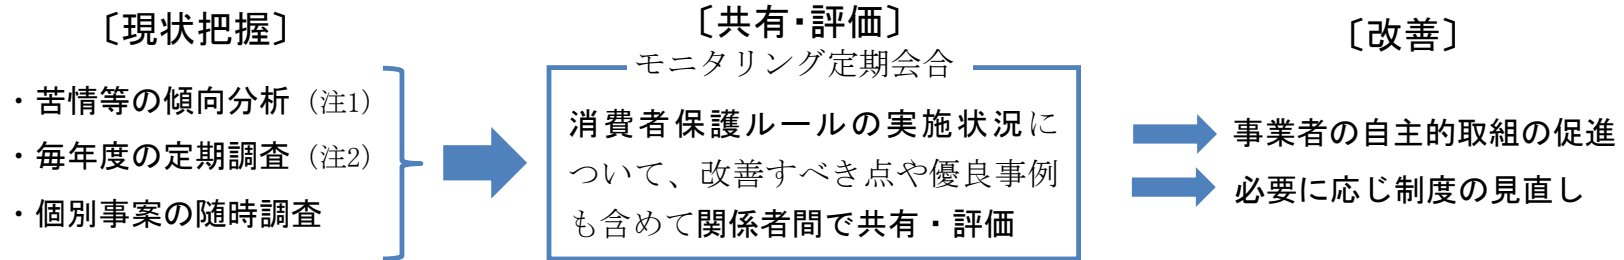 〔現状把握〕
・苦情等の傾向分析（注1）
・毎年度の定期調査（注2）
・個別事案の随時調査
〔共有・評価〕
モニタリング定期会合
消費者保護ルールの実施状況に
ついて、改善すべき点や優良事例
も含めて関係者間で共有・評価
〔改善〕
事業者の自主的取組の促進
必要に応じ制度の見直し